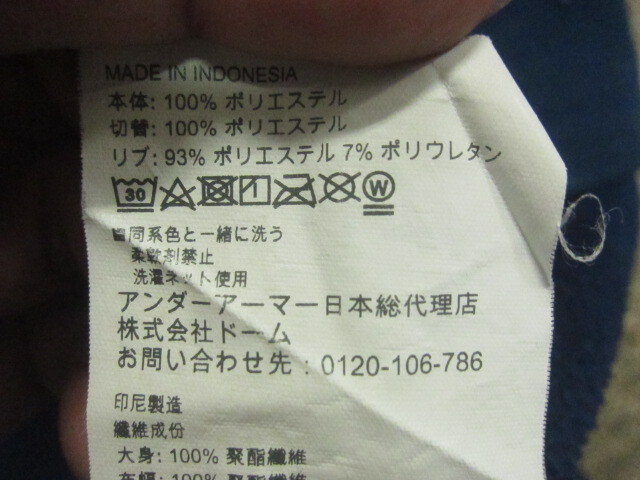 MADE IN INDONESIA
本体: 100% ポリエステル
切替: 100% ポリエステル
リブ: 93% ポリエステル 7% ポリウレタン
30 W
同系色と一緒に洗う
柔軟剤禁止
洗濯ネット使用
アンダーアーマー日本総代理店
株式会社ドーム
お問い合わせ先 : 0120-106-786
印尼製造
纖維成份
大身: 100% 聚酯纖維